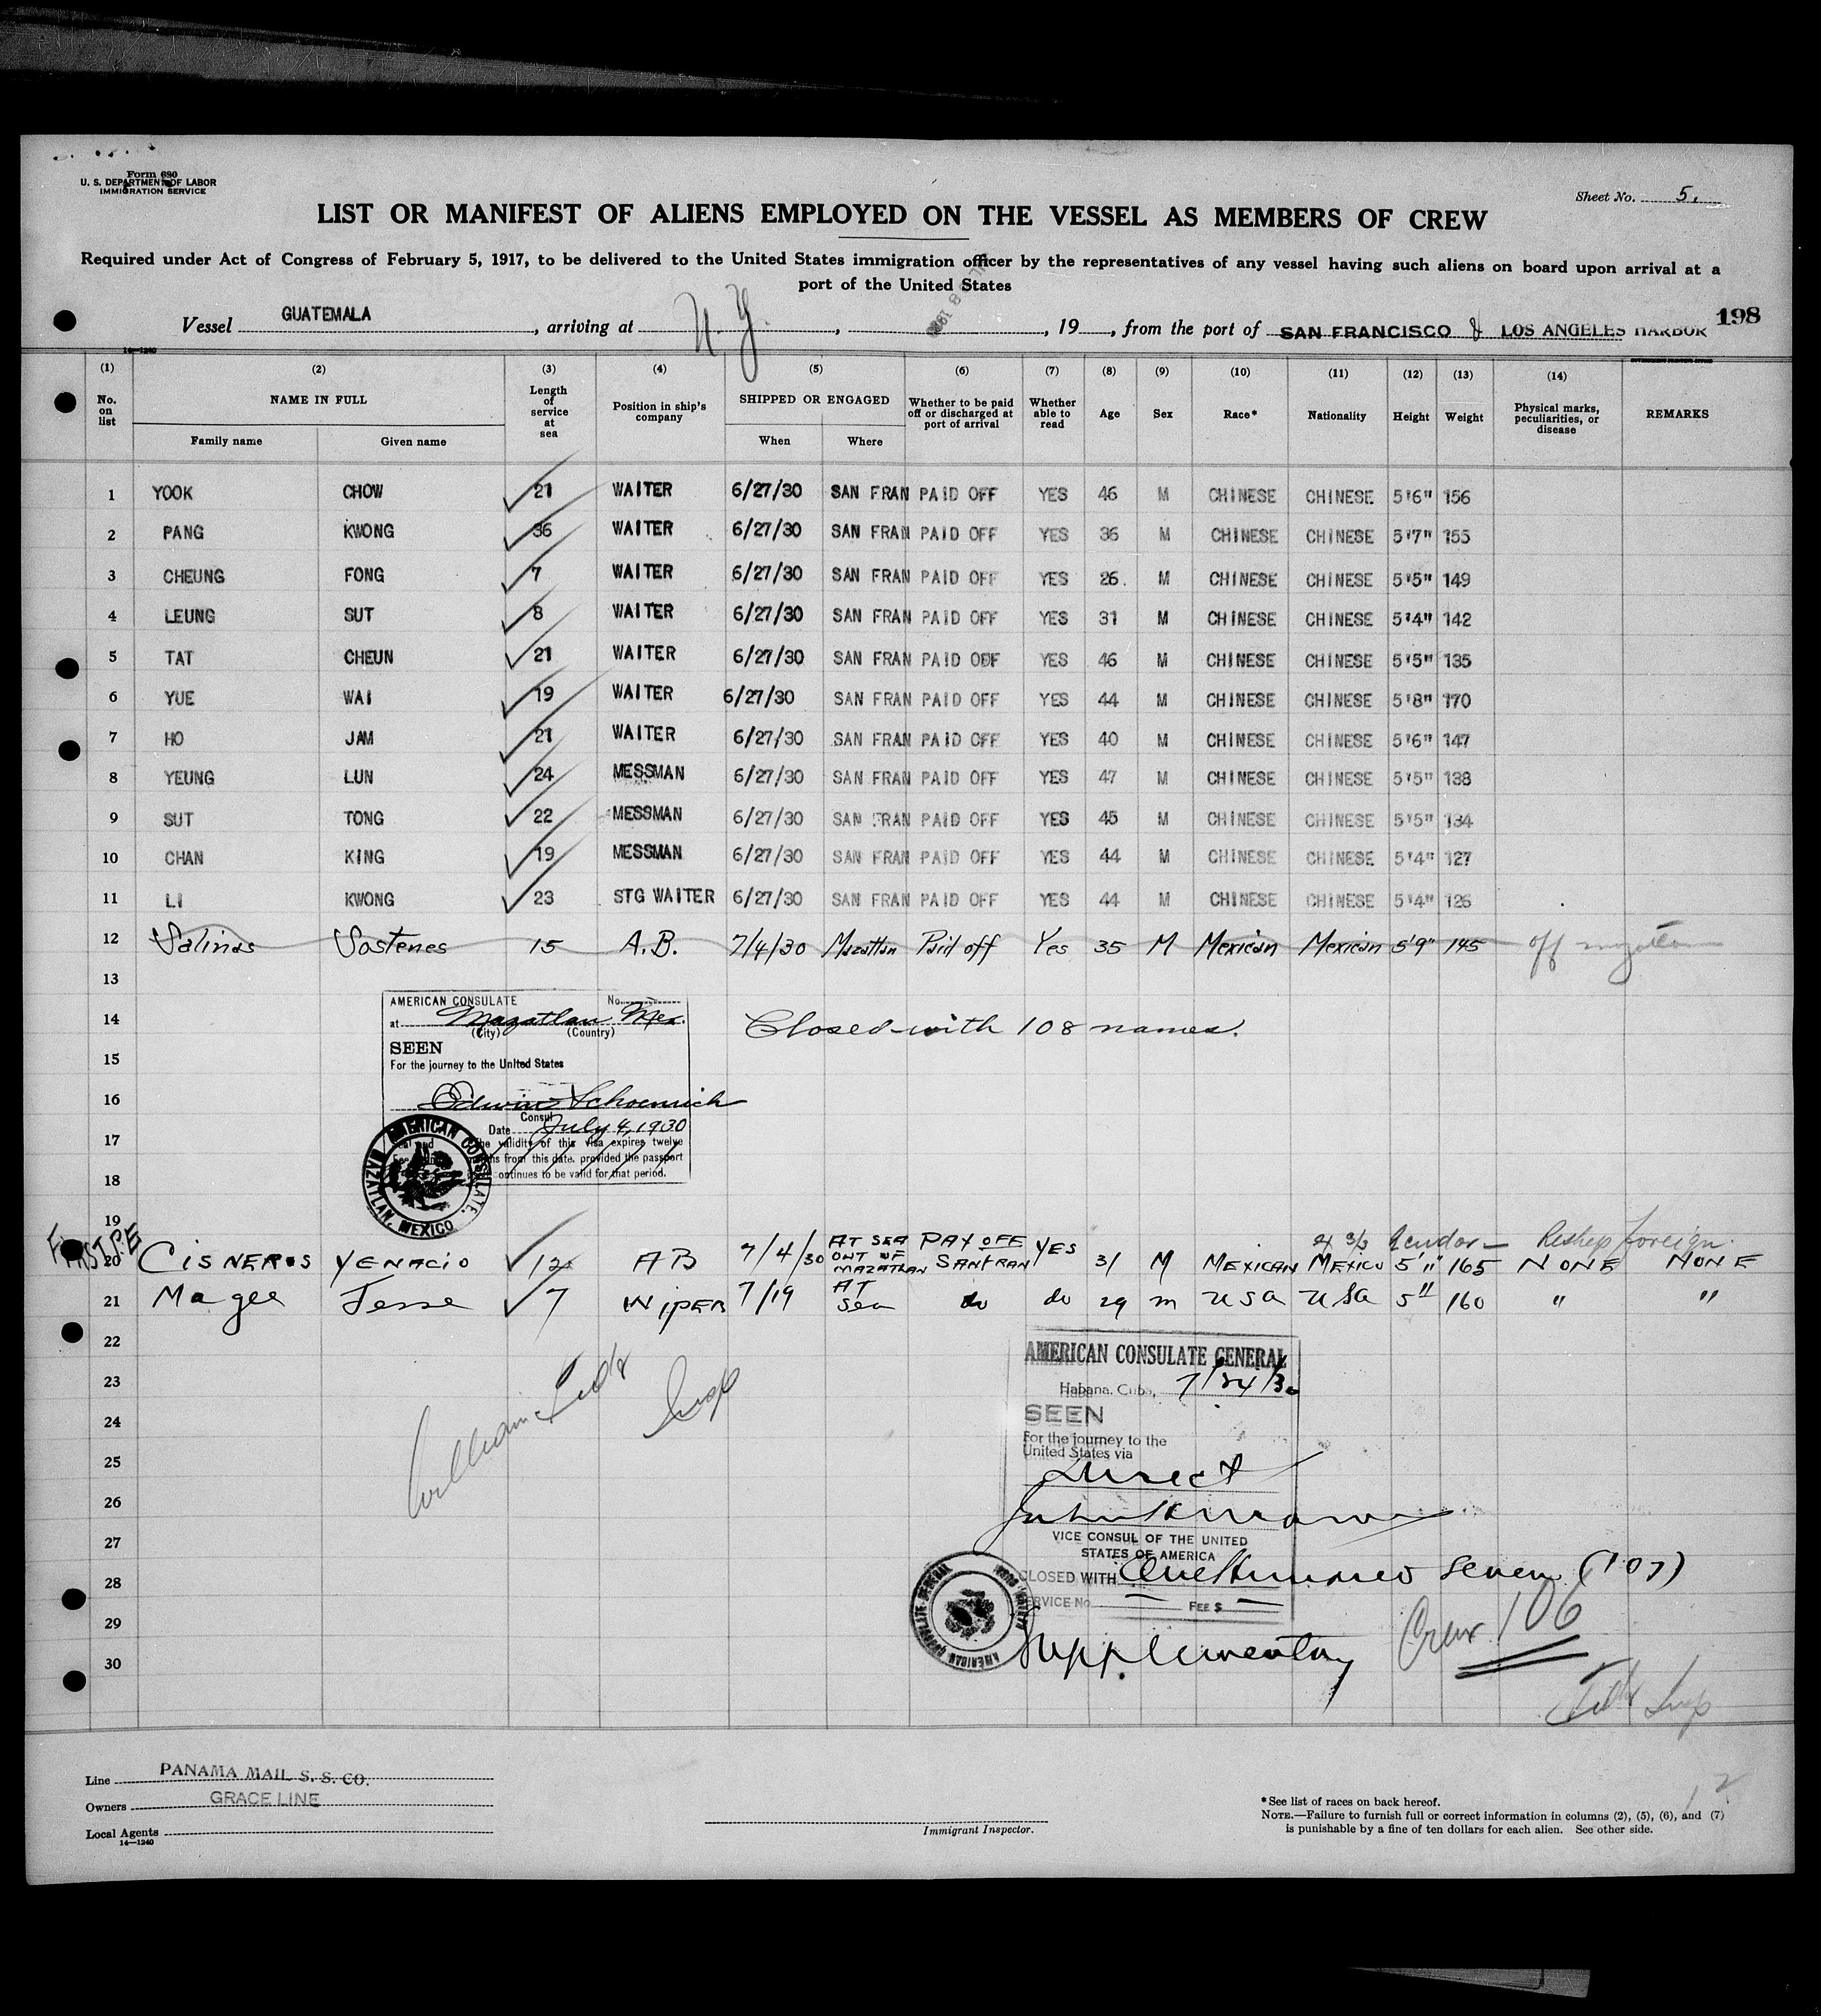 Form 680
U. S. DEPARTMENT OF LABOR
IMMIGRATION SERVICE
Sheet No. 5.
LIST OR MANIFEST OF ALIENS EMPLOYED ON THE VESSEL AS MEMBERS OF CREW
Required under Act of Congress of February 5, 1917, to be delivered to the United States immigration officer by the representatives of any vessel having such aliens on board upon arrival at a
port of the United States
Vessel GUATEMALA, arriving at N.Y., 19, from the port of SAN FRANCISCO & LOS ANGELES HARBOR 198
14—1240
(1) (2) (3) (4) (5) (6) (7) (8) (9) (10) (11) (12) (13) (14)
No. on list NAME IN FULL Length of service at sea Position in ship's company SHIPPED OR ENGAGED Whether to be paid off or discharged at port of arrival Whether able to read Age Sex Race* Nationality Height Weight Physical marks, peculiarities, or disease REMARKS
Family name Given name When Where
1 YOOK CHOW 21 WAITER 6/27/30 SAN FRAN PAID OFF YES 46 M CHINESE CHINESE 5'6" 156
2 PANG KWONG 36 WAITER 6/27/30 SAN FRAN PAID OFF YES 36 M CHINESE CHINESE 5'7" 155
3 CHEUNG FONG 7 WAITER 6/27/30 SAN FRAN PAID OFF YES 26. M CHINESE CHINESE 5'5" 149
4 LEUNG SUT 8 WAITER 6/27/30 SAN FRAN PAID OFF YES 31 M CHINESE CHINESE 5'4" 142
5 TAT CHEUN 21 WAITER 6/27/30 SAN FRAN PAID OFF YES 46 M CHINESE CHINESE 5'5" 135
6 YUE WAI 19 WAITER 6/27/30 SAN FRAN PAID OFF YES 44 M CHINESE CHINESE 5'8" 170
7 HO JAM 21 WAITER 6/27/30 SAN FRAN PAID OFF YES 40 M CHINESE CHINESE 5'6" 147
8 YEUNG LUN 24 MESSMAN 6/27/30 SAN FRAN PAID OFF YES 47 M CHINESE CHINESE 5'5" 138
9 SUT TONG 22 MESSMAN 6/27/30 SAN FRAN PAID OFF YES 45 M CHINESE CHINESE 5'5" 134
10 CHAN KING 19 MESSMAN 6/27/30 SAN FRAN PAID OFF YES 44 M CHINESE CHINESE 5'4" 127
11 LI KWONG 23 STG WAITER 6/27/30 SAN FRAN PAID OFF YES 44 M CHINESE CHINESE 5'4" 126
12 Salinas Sostenes 15 A.B. 7/4/30 Mazatlan Paid off Yes 35 M Mexican Mexican 5'9" 145 off mazatlan
13
AMERICAN CONSULATE No.
at Mazatlan Mex.
(City) (Country)
14 Closed with 108 names.
SEEN
15
For the journey to the United States
16
Edwin Schoenrich
Consul
Date July 4, 1930
17
The validity of this visa expires twelve
months from this date. provided the passport
continues to be valid for that period.
18
AMERICAN CONSULATE. MAZATLAN, MEXICO
19
Reship foreign.
20 CISNEROS YENACIO 12 AB 7/4/30 AT SEA OUT OF MAZATLAN PAY OFF SANFRAN YES 31 M MEXICAN MEXICO 5'11" 165 NONE NONE
21 Magee Jesse 7 WIPER 7/19 AT Sea do do 29 m USA USA 5'11 160 " "
22
AMERICAN CONSULATE GENERAL
23
Habana. Cuba, 7/24/30
SEEN
24
For the journey to the
United States via
25
Direct
26
27
VICE CONSUL OF THE UNITED
STATES OF AMERICA
28
CLOSED WITH One Hundred Seven (107)
SERVICE No. FEE $
29
Crew 106
Supplementary
30
Insp
Line PANAMA MAIL S. S. CO.
Owners GRACE LINE
Local Agents
14—1240
Immigrant Inspector.
*See list of races on back hereof.
NOTE.—Failure to furnish full or correct information in columns (2), (5), (6), and (7)
is punishable by a fine of ten dollars for each alien. See other side.